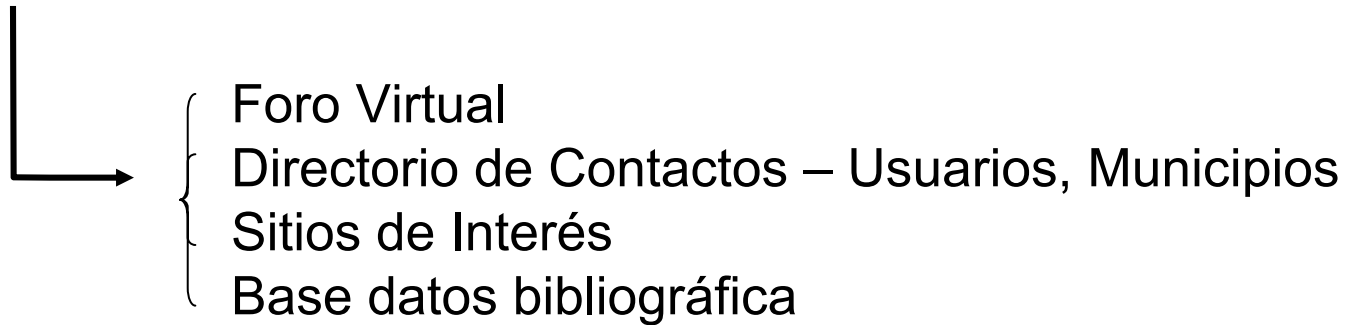 Foro Virtual
Directorio de Contactos – Usuarios, Municipios
Sitios de Interés
Base datos bibliográfica